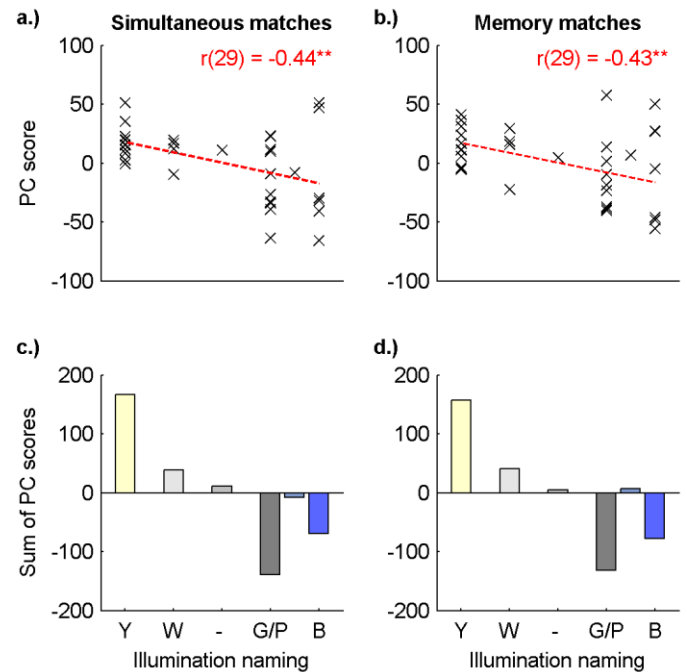 a.) Simultaneous matches
r(29) = -0.44**
PC score
100
50
0
-50
-100
b.) Memory matches
r(29) = -0.43**
100
50
0
-50
-100
c.)
Sum of PC scores
200
100
0
-100
-200
Y W - G/P B
Illumination naming
d.)
200
100
0
-100
-200
Y W - G/P B
Illumination naming